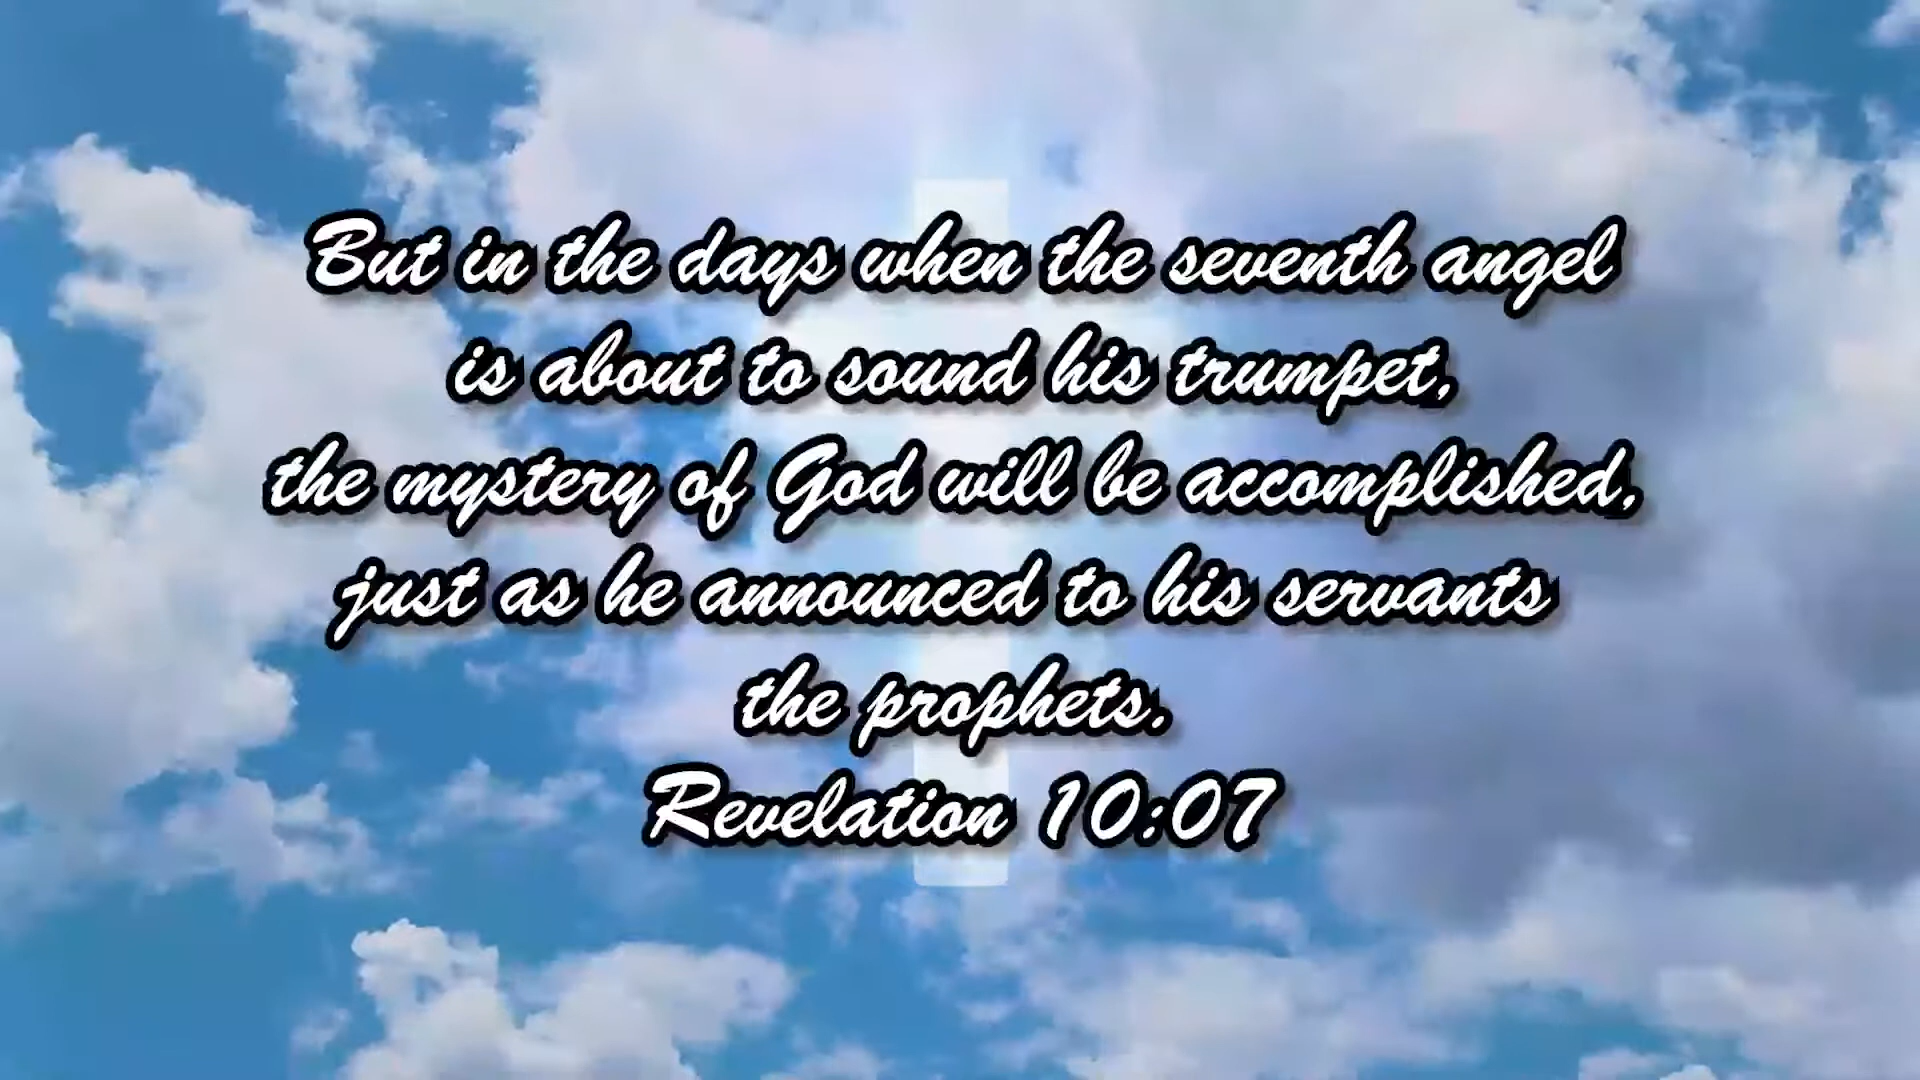 But in the days when the seventh angel
is about to sound his trumpet,
the mystery of God will be accomplished,
just as he announced to his servants
the prophets.
Revelation 10:07